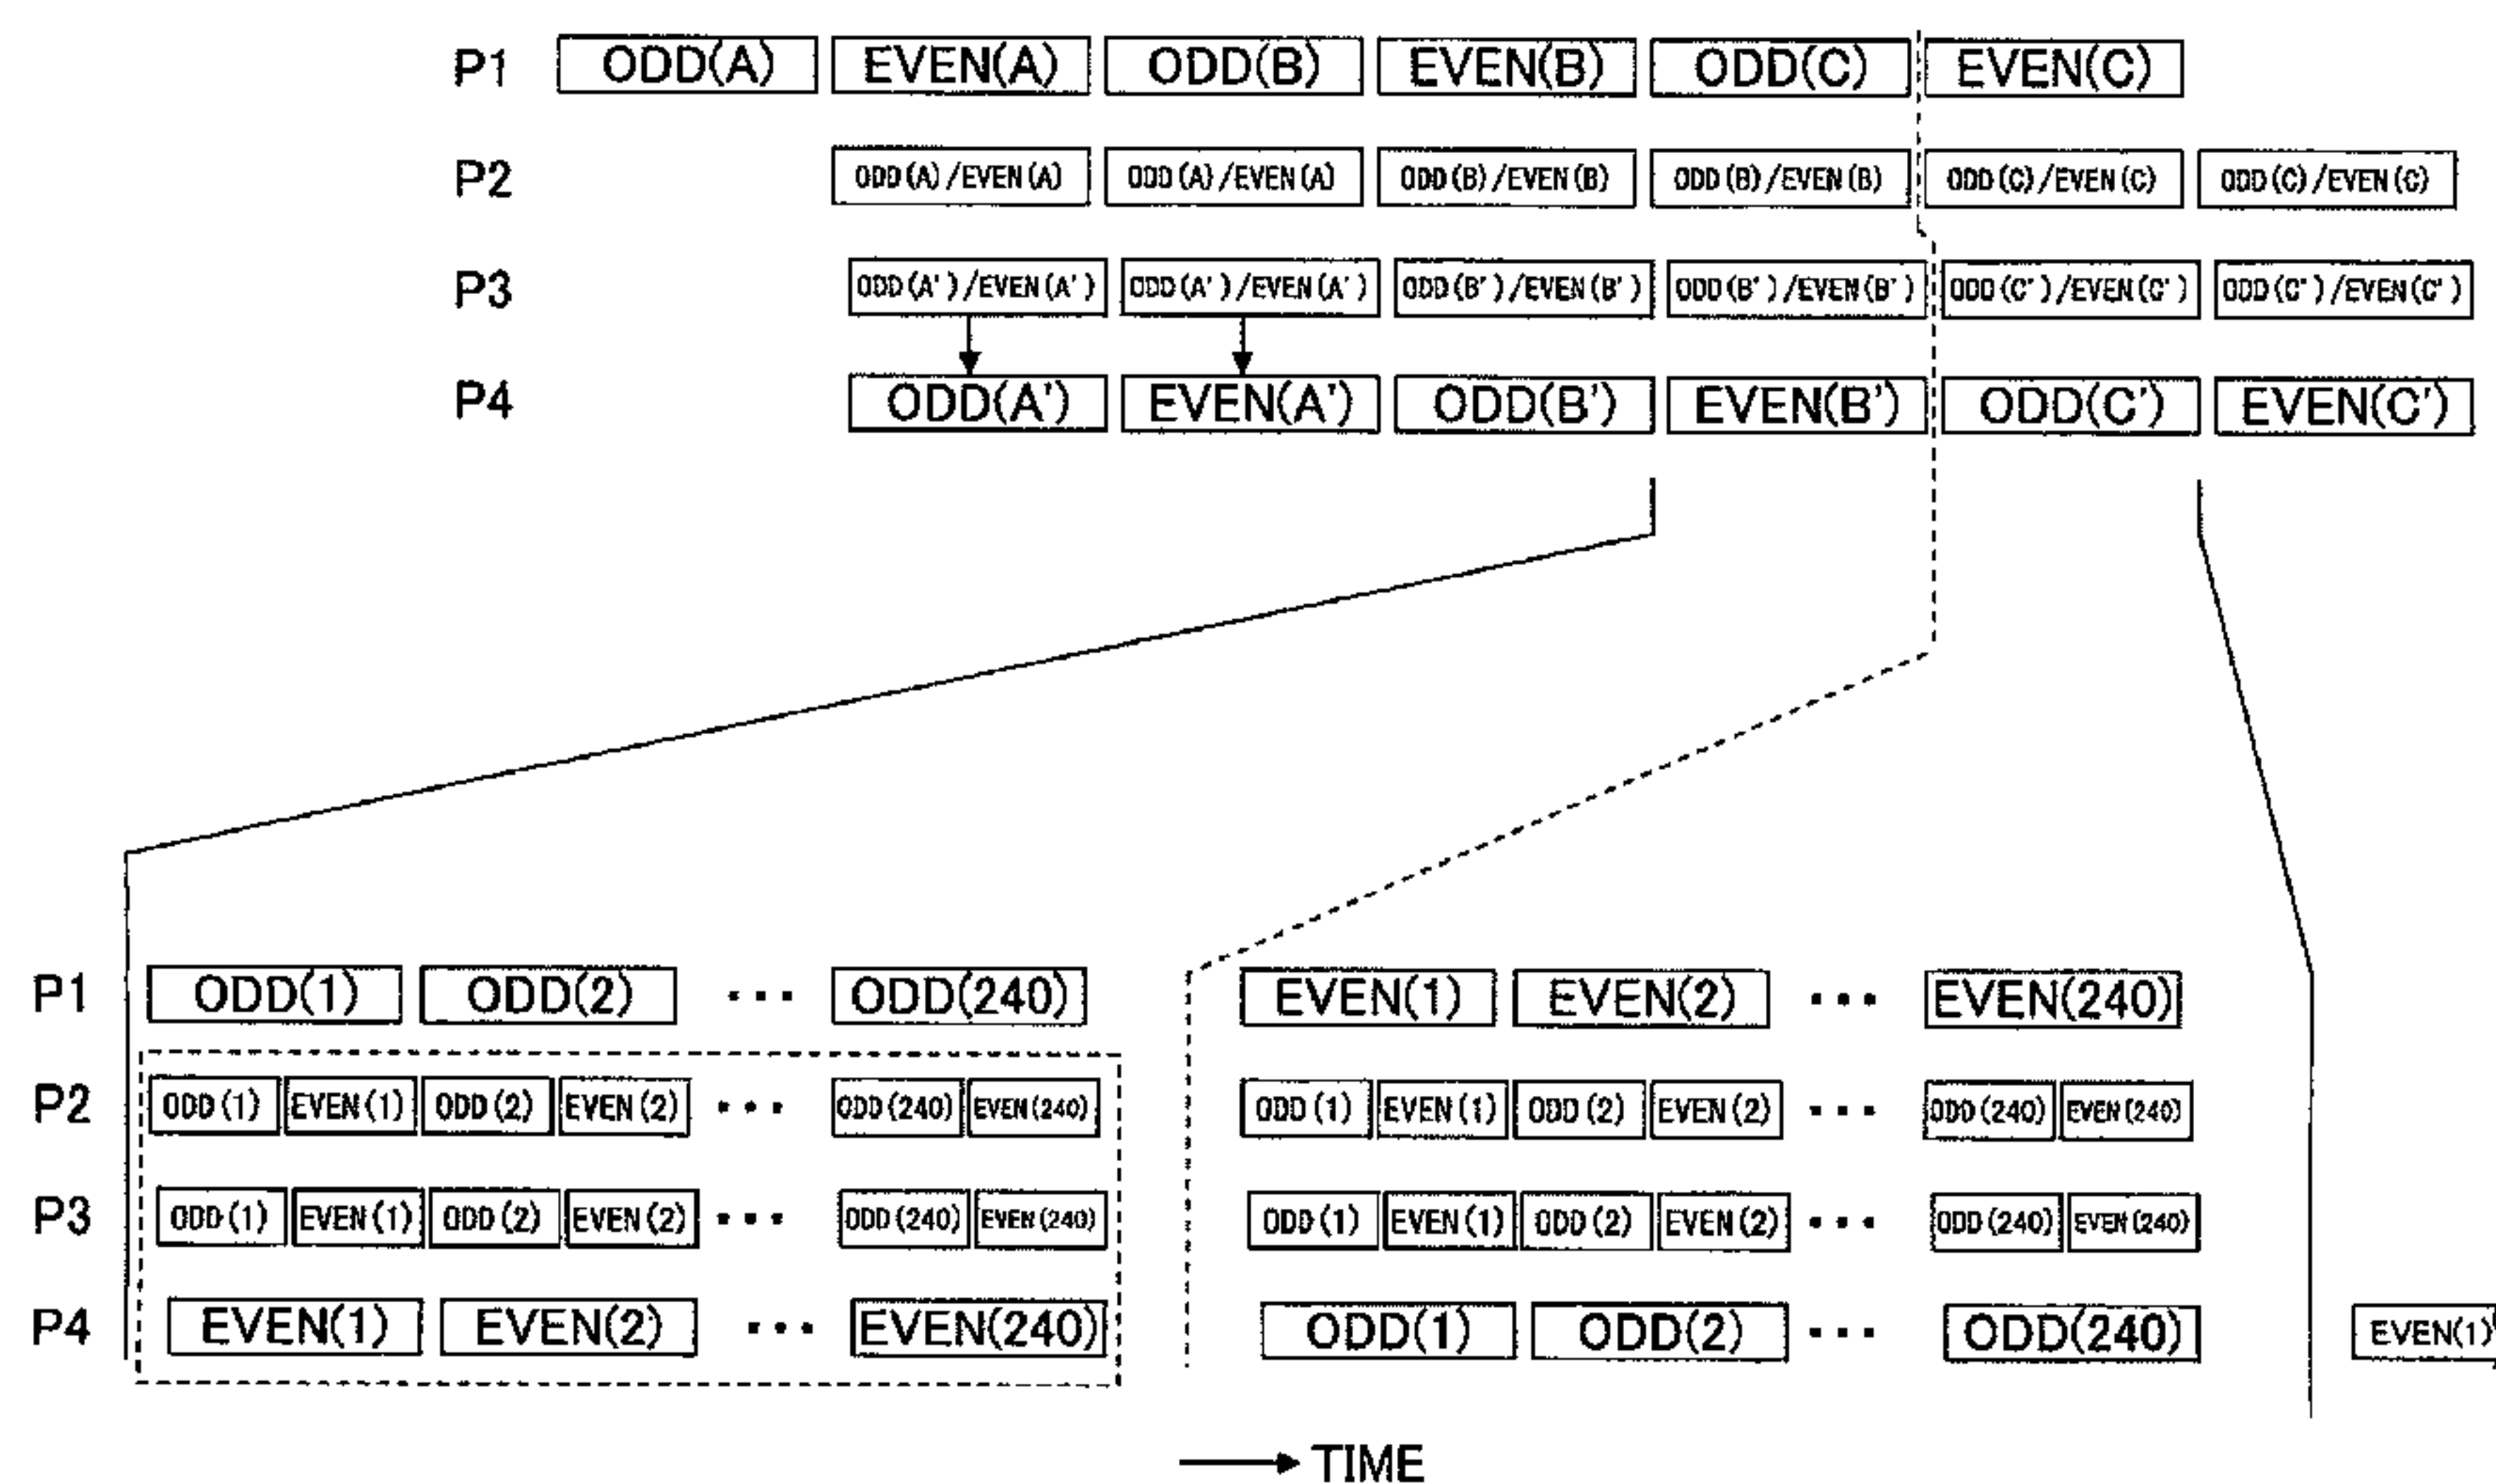 P1 ODD(A) EVEN(A) ODD(B) EVEN(B) ODD(C) EVEN(C)
P2 ODD(A)/EVEN(A) ODD(A)/EVEN(A) ODD(B)/EVEN(B) ODD(B)/EVEN(B) ODD(C)/EVEN(C) ODD(C)/EVEN(C)
P3 ODD(A')/EVEN(A') ODD(A')/EVEN(A') ODD(B')/EVEN(B') ODD(B')/EVEN(B') ODD(C')/EVEN(C') ODD(C')/EVEN(C')
P4 ODD(A') EVEN(A') ODD(B') EVEN(B') ODD(C') EVEN(C')
P1 ODD(1) ODD(2) ... ODD(240) EVEN(1) EVEN(2) ... EVEN(240)
P2 ODD(1) EVEN(1) ODD(2) EVEN(2) ... ODD(240) EVEN(240) ODD(1) EVEN(1) ODD(2) EVEN(2) ... ODD(240) EVEN(240)
P3 ODD(1) EVEN(1) ODD(2) EVEN(2) ... ODD(240) EVEN(240) ODD(1) EVEN(1) ODD(2) EVEN(2) ... ODD(240) EVEN(240)
P4 EVEN(1) EVEN(2) ... EVEN(240) ODD(1) ODD(2) ... ODD(240) EVEN(1)
TIME